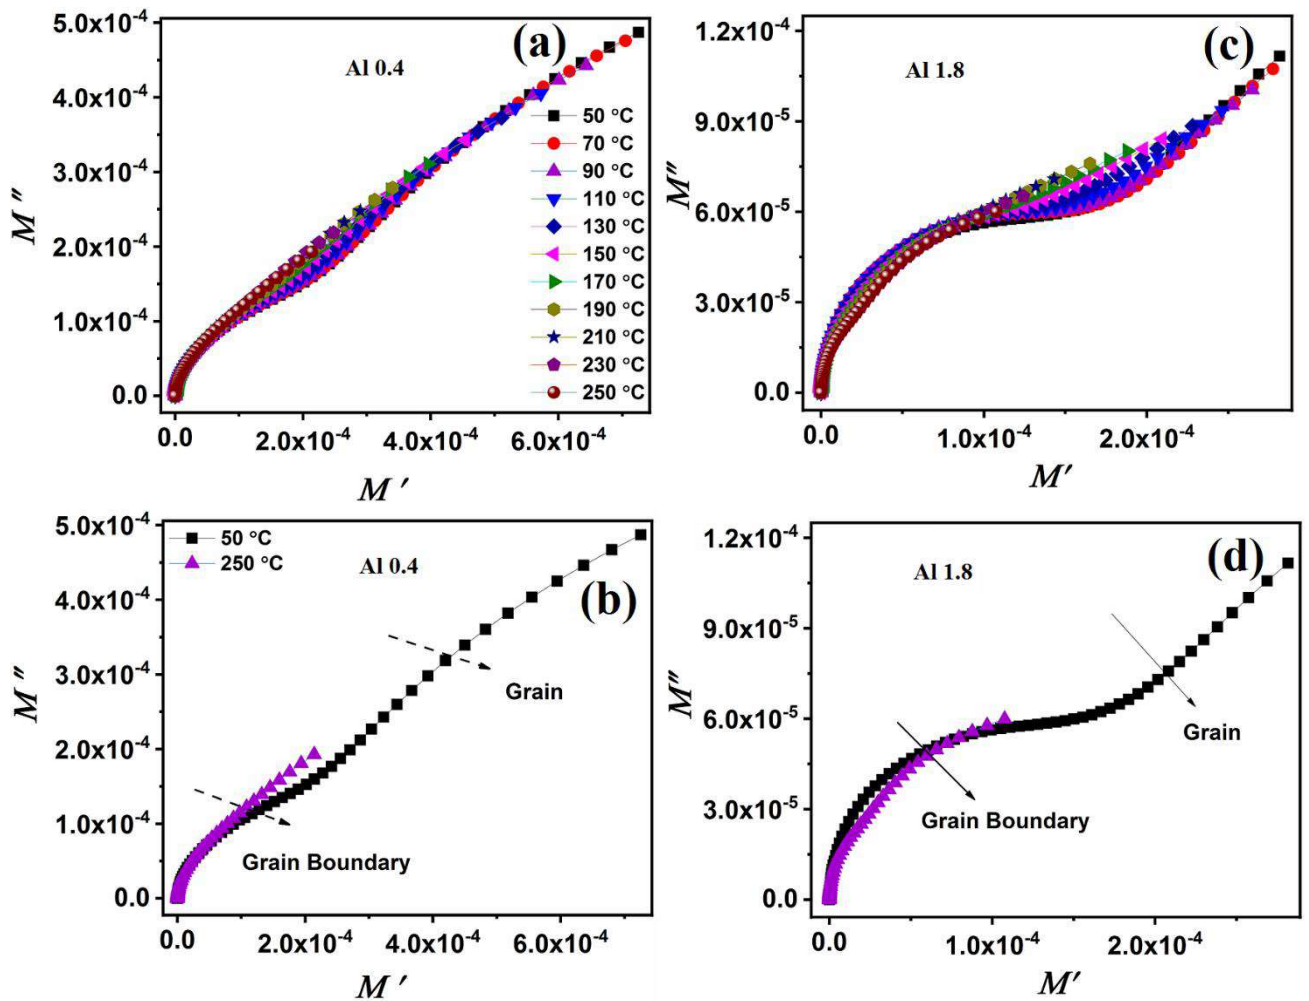 (a)
Al 0.4
5.0x10⁻⁴
4.0x10⁻⁴
3.0x10⁻⁴
2.0x10⁻⁴
1.0x10⁻⁴
0.0
M″
50 °C
70 °C
90 °C
110 °C
130 °C
150 °C
170 °C
190 °C
210 °C
230 °C
250 °C
0.0
2.0x10⁻⁴
4.0x10⁻⁴
6.0x10⁻⁴
M′
(c)
Al 1.8
1.2x10⁻⁴
9.0x10⁻⁵
6.0x10⁻⁵
3.0x10⁻⁵
0.0
M″
0.0
1.0x10⁻⁴
2.0x10⁻⁴
M′
5.0x10⁻⁴
4.0x10⁻⁴
3.0x10⁻⁴
2.0x10⁻⁴
1.0x10⁻⁴
0.0
M″
50 °C
250 °C
Al 0.4
(b)
Grain
Grain Boundary
0.0
2.0x10⁻⁴
4.0x10⁻⁴
6.0x10⁻⁴
M′
1.2x10⁻⁴
9.0x10⁻⁵
6.0x10⁻⁵
3.0x10⁻⁵
0.0
M″
Al 1.8
(d)
Grain
Grain Boundary
0.0
1.0x10⁻⁴
2.0x10⁻⁴
M′